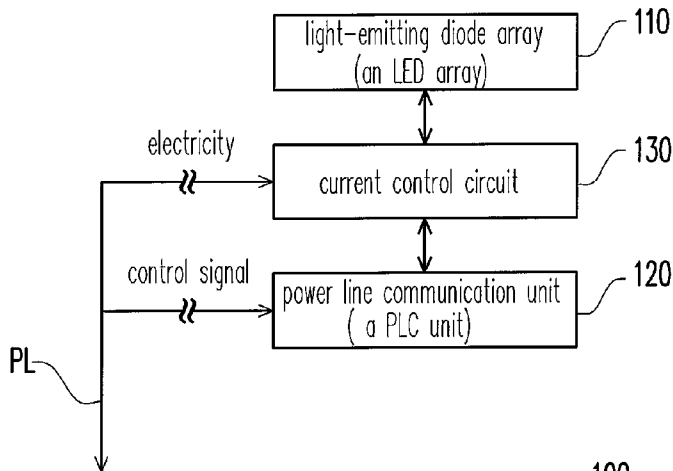 light-emitting diode array
(an LED array)
110
electricity
current control circuit
130
control signal
power line communication unit
( a PLC unit)
120
PL